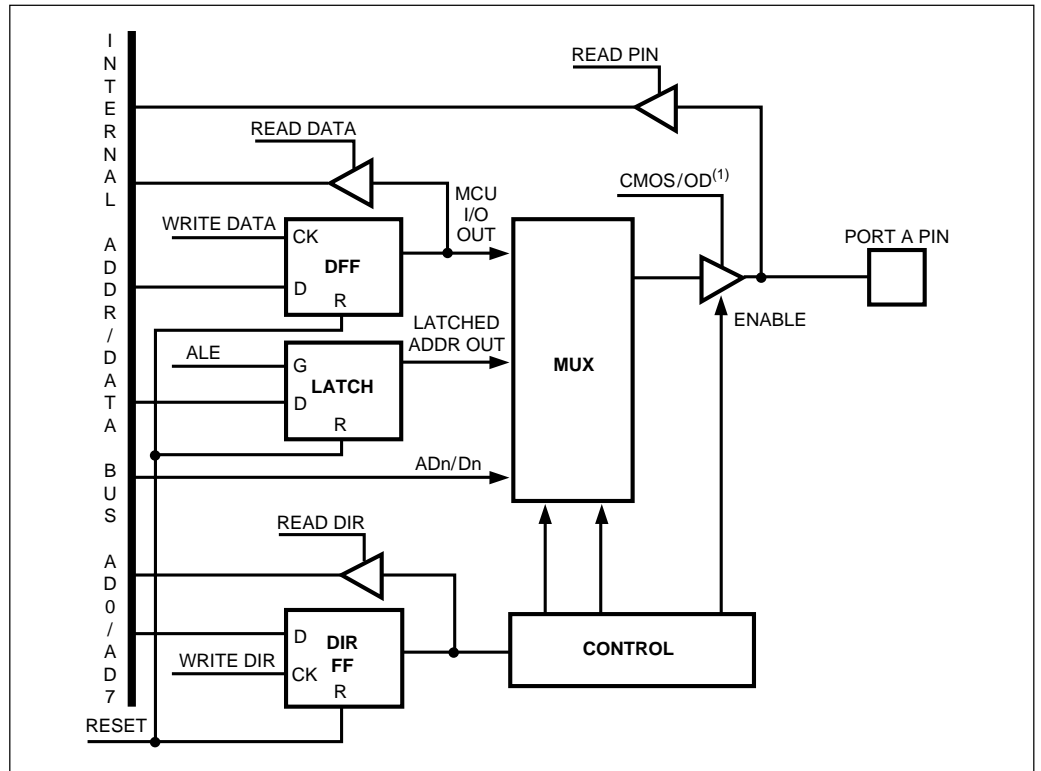 INTERNAL ADDR/DATA BUS AD0/AD7
READ PIN
READ DATA
CMOS/OD(1)
MCU
I/O
OUT
WRITE DATA
CK
DFF
D
R
PORT A PIN
ENABLE
LATCHED
ADDR OUT
ALE
G
LATCH
D
R
MUX
ADn/Dn
READ DIR
D
DIR
FF
WRITE DIR
CK
R
CONTROL
RESET